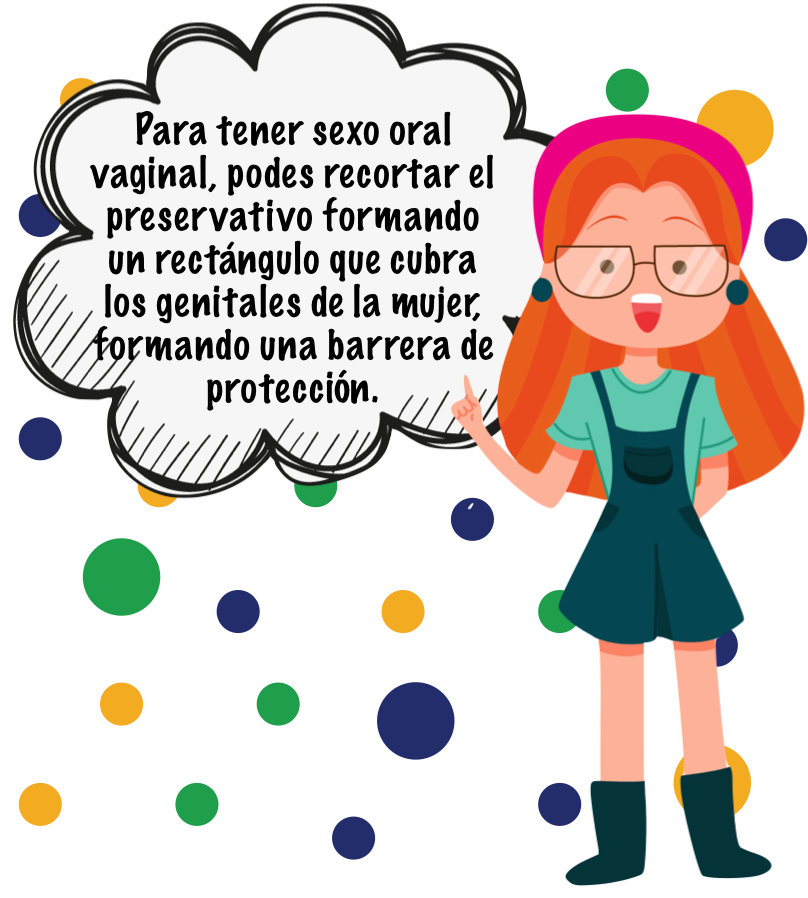 Para tener sexo oral
vaginal, podes recortar el
preservativo formando
un rectángulo que cubra
los genitales de la mujer,
formando una barrera de
protección.